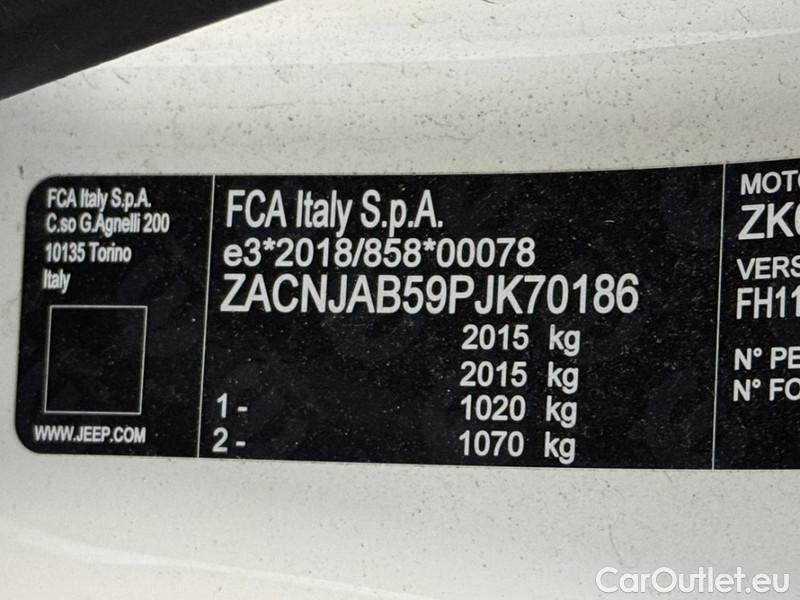 FCA Italy S.p.A.
C.so G.Agnelli 200
10135 Torino
Italy
WWW.JEEP.COM
FCA Italy S.p.A.
e3*2018/858*00078
ZACNJAB59PJK70186
2015 kg
2015 kg
1- 1020 kg
2- 1070 kg
MOTO
ZK
VERS
FH11
N° PE
N° FO
CarOutlet.eu